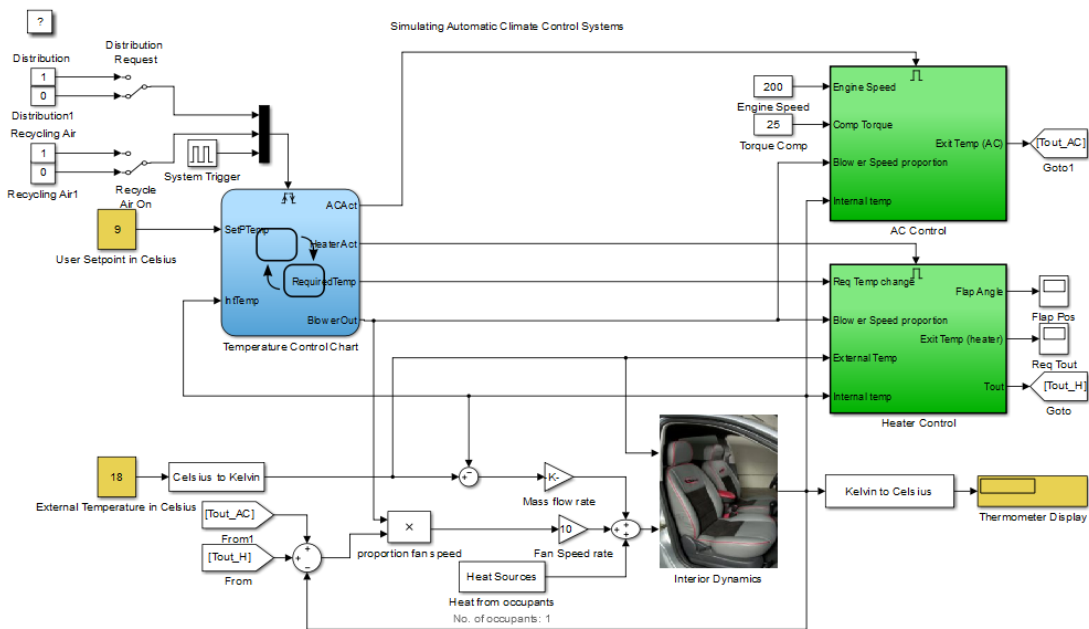 Simulating Automatic Climate Control Systems
?
Distribution
Distribution
Request
1
0
Distribution1
Recycling Air
1
0
Recycling Air1
Recycle
Air On
System Trigger
9
User Setpoint in Celsius
SetPTemp
IntTemp
ACAct
HeaterAct
RequiredTemp
BlowerOut
Temperature Control Chart
200
Engine Speed
25
Torque Comp
Engine Speed
Comp Torque
Blower Speed proportion
Internal temp
Exit Temp (AC)
AC Control
[Tout_AC]
Goto1
Req Temp change
Blower Speed proportion
External Temp
Internal temp
Flap Angle
Exit Temp (heater)
Tout
Heater Control
Flap Pos
Req Tout
[Tout_H]
Goto
18
External Temperature in Celsius
Celsius to Kelvin
[Tout_AC]
From1
[Tout_H]
From
×
proportion fan speed
-K-
Mass flow rate
10
Fan Speed rate
Heat Sources
Heat from occupants
No. of occupants: 1
Interior Dynamics
Kelvin to Celsius
Thermometer Display